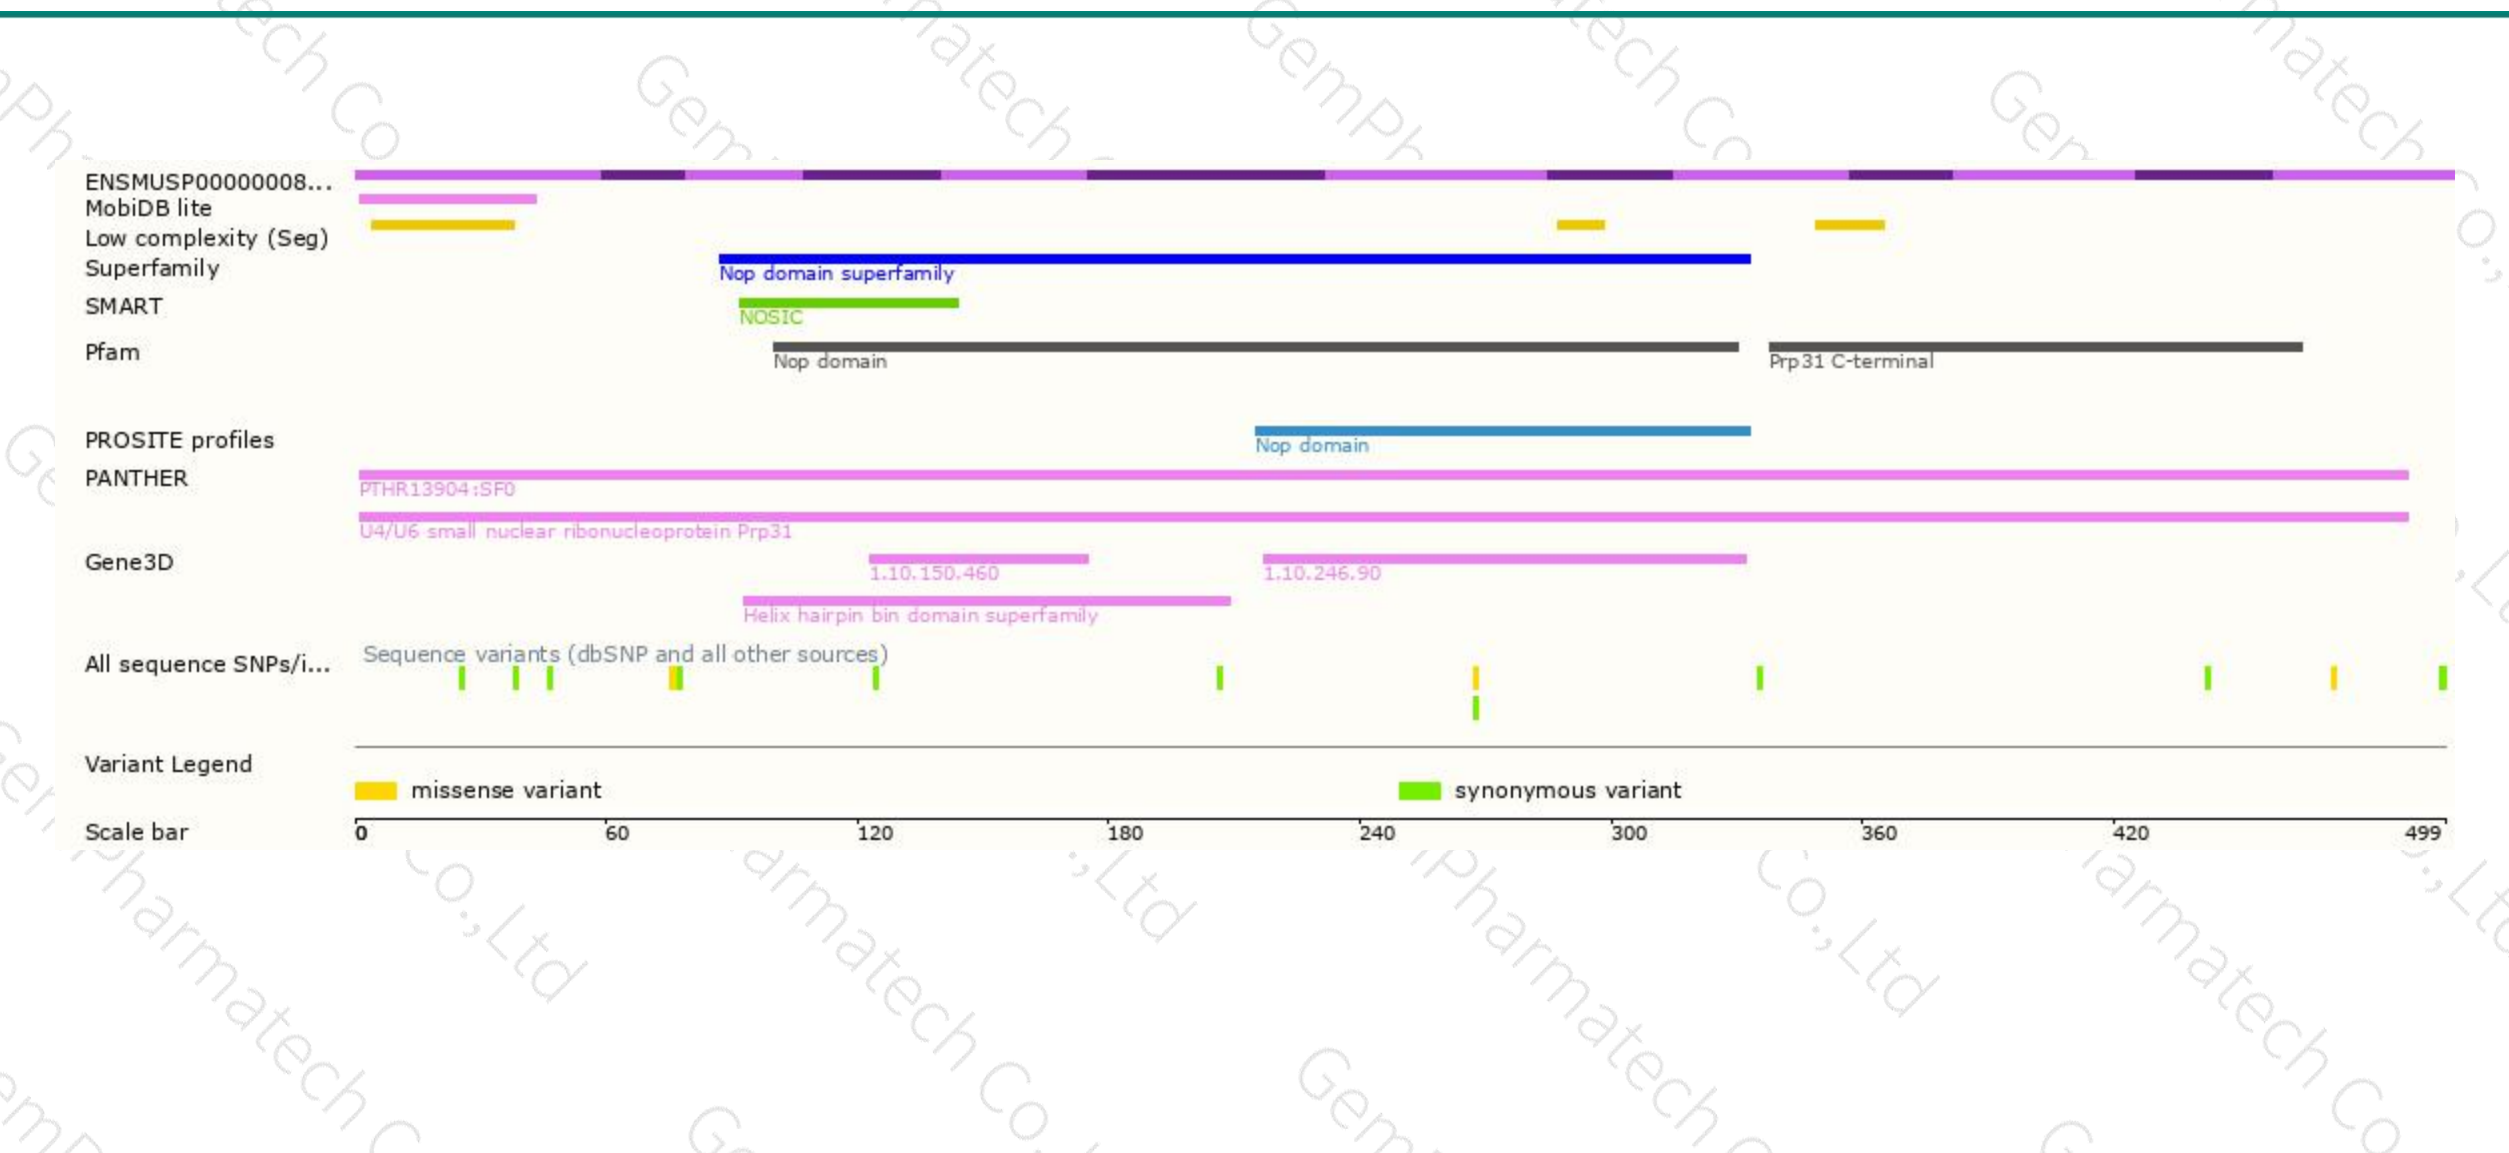 ENSMUSP00000008...
MobiDB lite
Low complexity (Seg)
Superfamily
Nop domain superfamily
SMART
NOSIC
Pfam
Nop domain
Prp31 C-terminal
PROSITE profiles
Nop domain
PANTHER
PTHR13904:SF0
U4/U6 small nuclear ribonucleoprotein Prp31
Gene3D
1.10.150.460
1.10.246.90
Helix hairpin bin domain superfamily
All sequence SNPs/i...
Sequence variants (dbSNP and all other sources)
Variant Legend
missense variant
synonymous variant
Scale bar
0 60 120 180 240 300 360 420 499
GemPharmatech Co.,Ltd